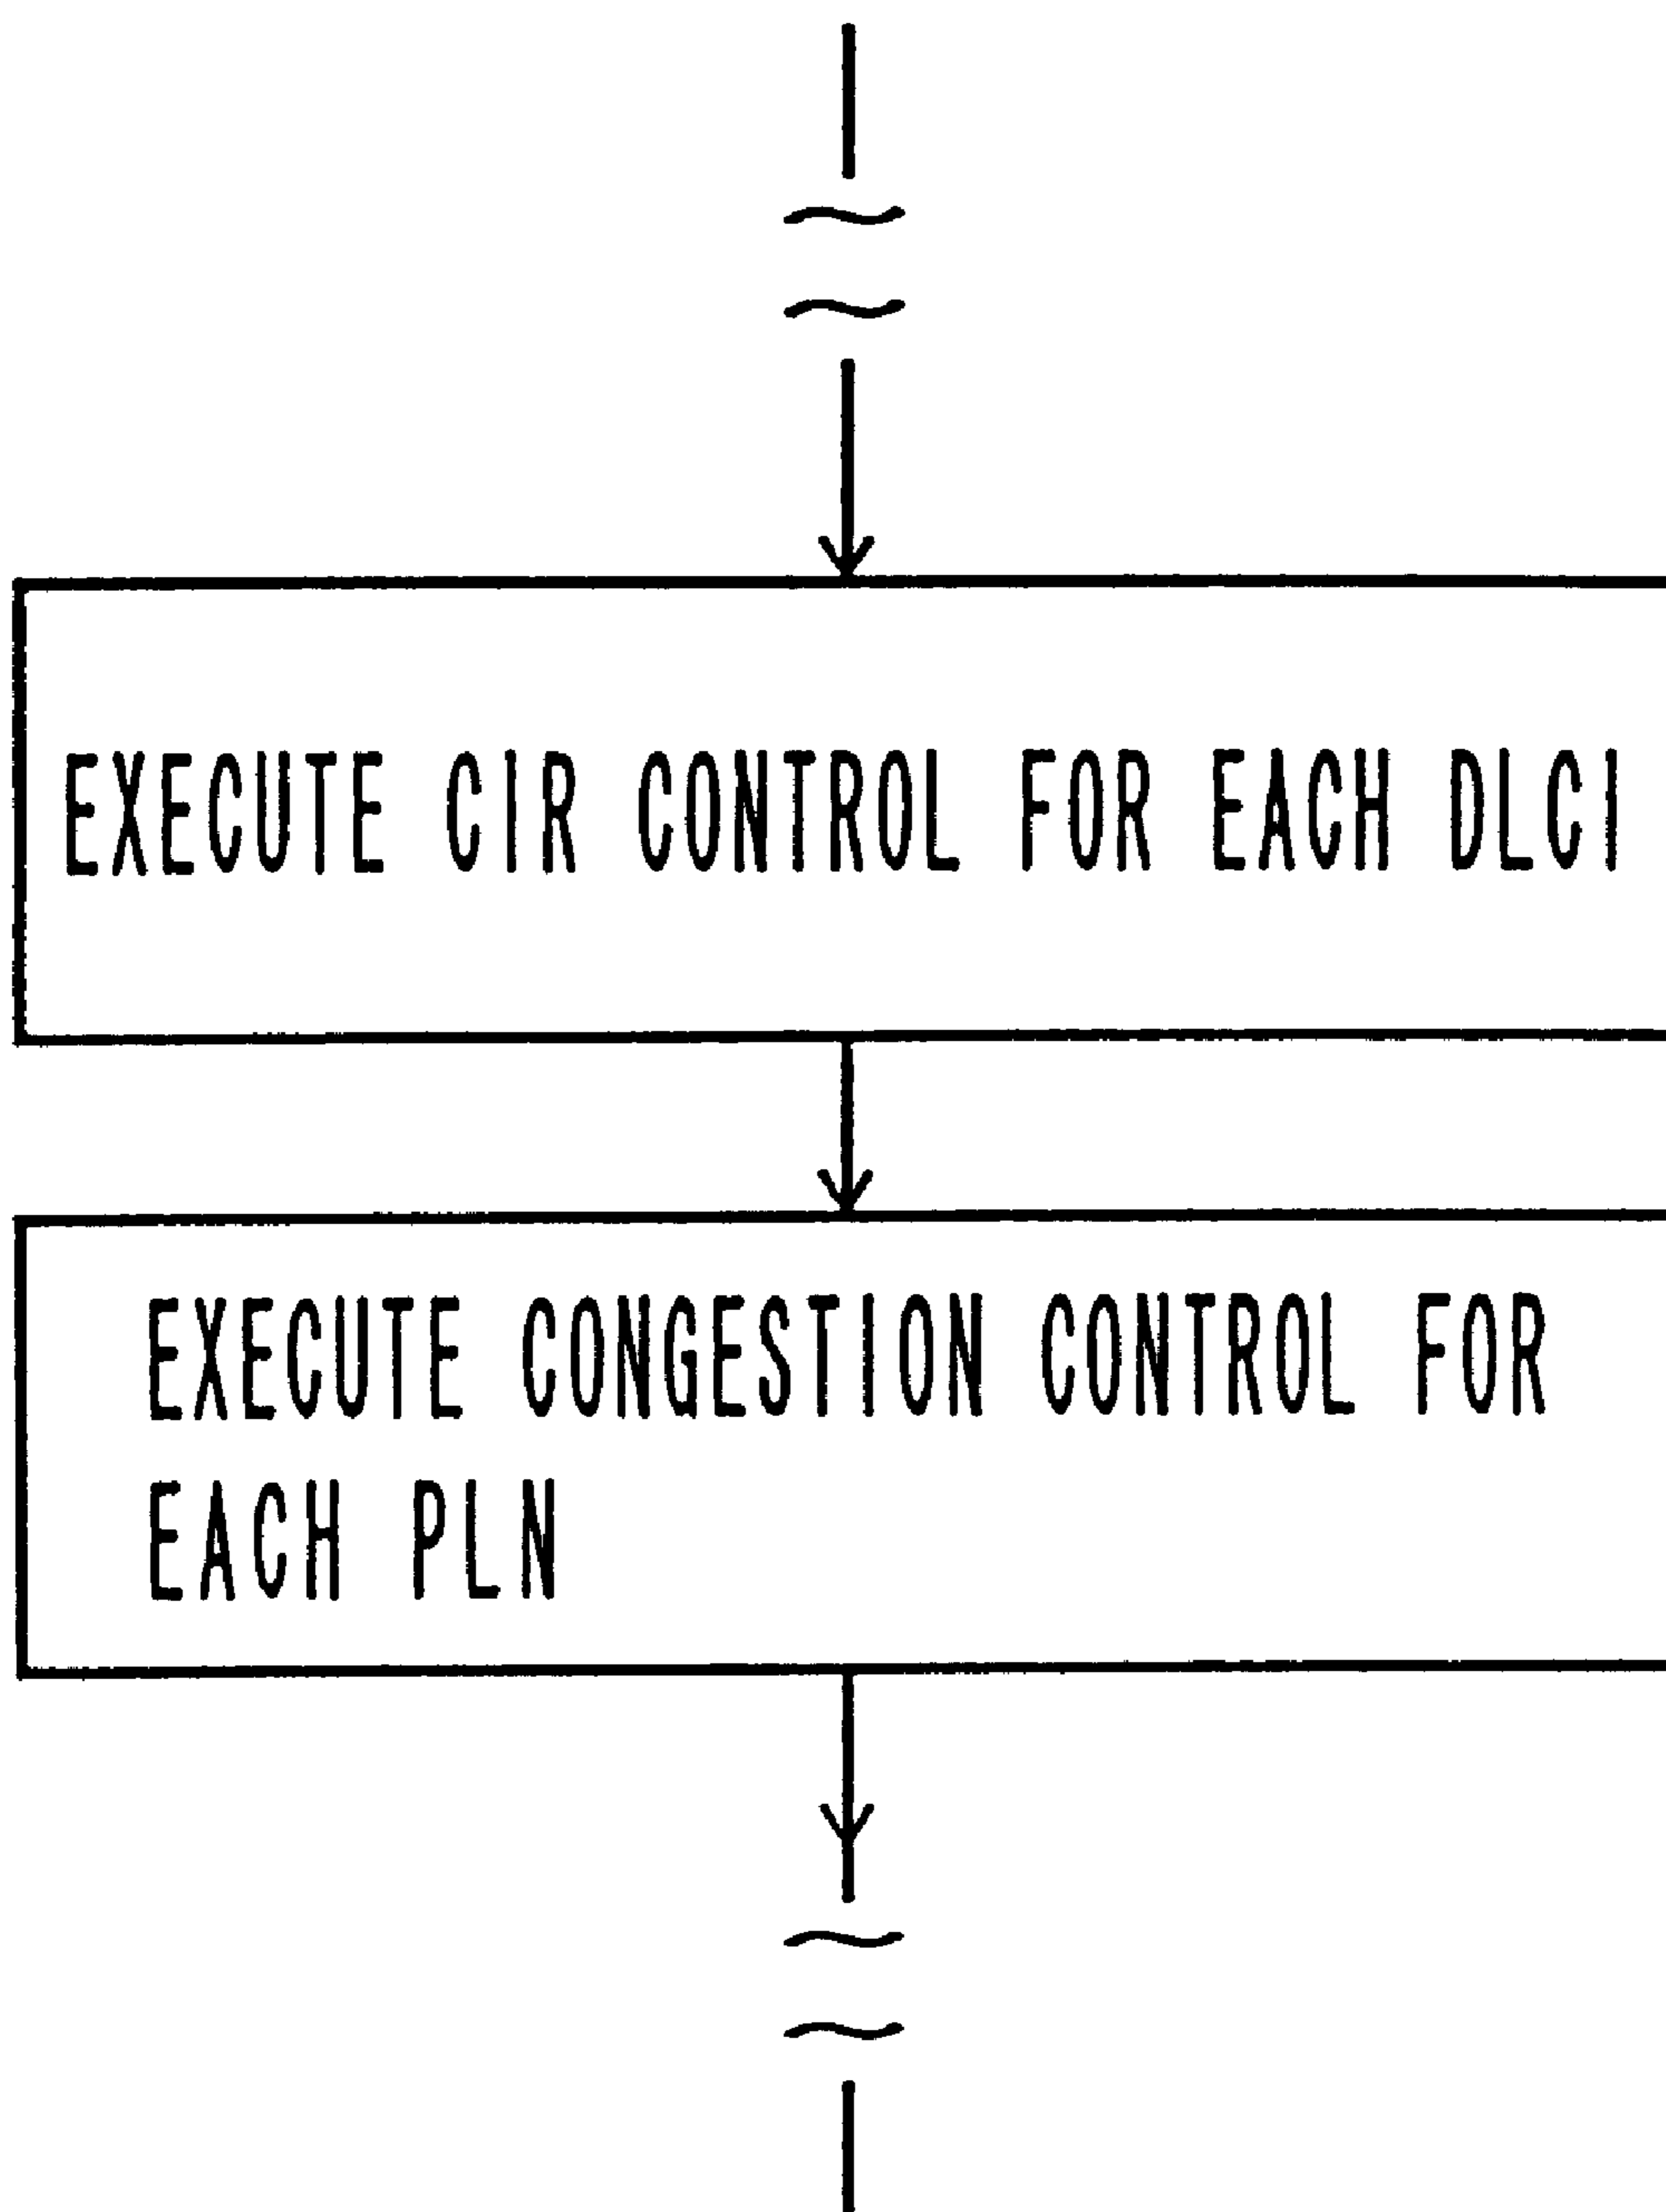 EXECUTE CIR CONTROL FOR EACH DLCI
EXECUTE CONGESTION CONTROL FOR
EACH PLN